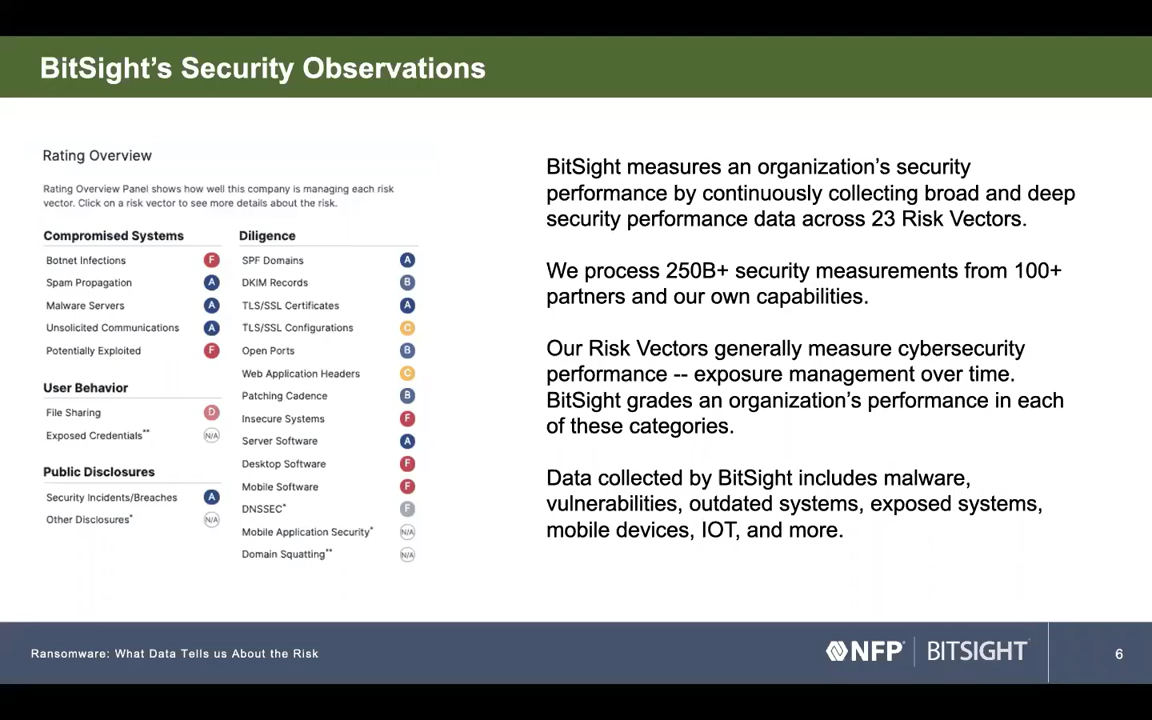 BitSight’s Security Observations
Rating Overview
Rating Overview Panel shows how well this company is managing each risk
vector. Click on a risk vector to see more details about the risk.
Compromised Systems
Botnet Infections F
Spam Propagation A
Malware Servers A
Unsolicited Communications A
Potentially Exploited F
User Behavior
File Sharing D
Exposed Credentials** N/A
Public Disclosures
Security Incidents/Breaches A
Other Disclosures* N/A
Diligence
SPF Domains A
DKIM Records B
TLS/SSL Certificates A
TLS/SSL Configurations C
Open Ports B
Web Application Headers C
Patching Cadence B
Insecure Systems F
Server Software A
Desktop Software F
Mobile Software F
DNSSEC* F
Mobile Application Security* N/A
Domain Squatting** N/A
BitSight measures an organization’s security
performance by continuously collecting broad and deep
security performance data across 23 Risk Vectors.
We process 250B+ security measurements from 100+
partners and our own capabilities.
Our Risk Vectors generally measure cybersecurity
performance -- exposure management over time.
BitSight grades an organization’s performance in each
of these categories.
Data collected by BitSight includes malware,
vulnerabilities, outdated systems, exposed systems,
mobile devices, IOT, and more.
Ransomware: What Data Tells us About the Risk
NFP BITSIGHT
6